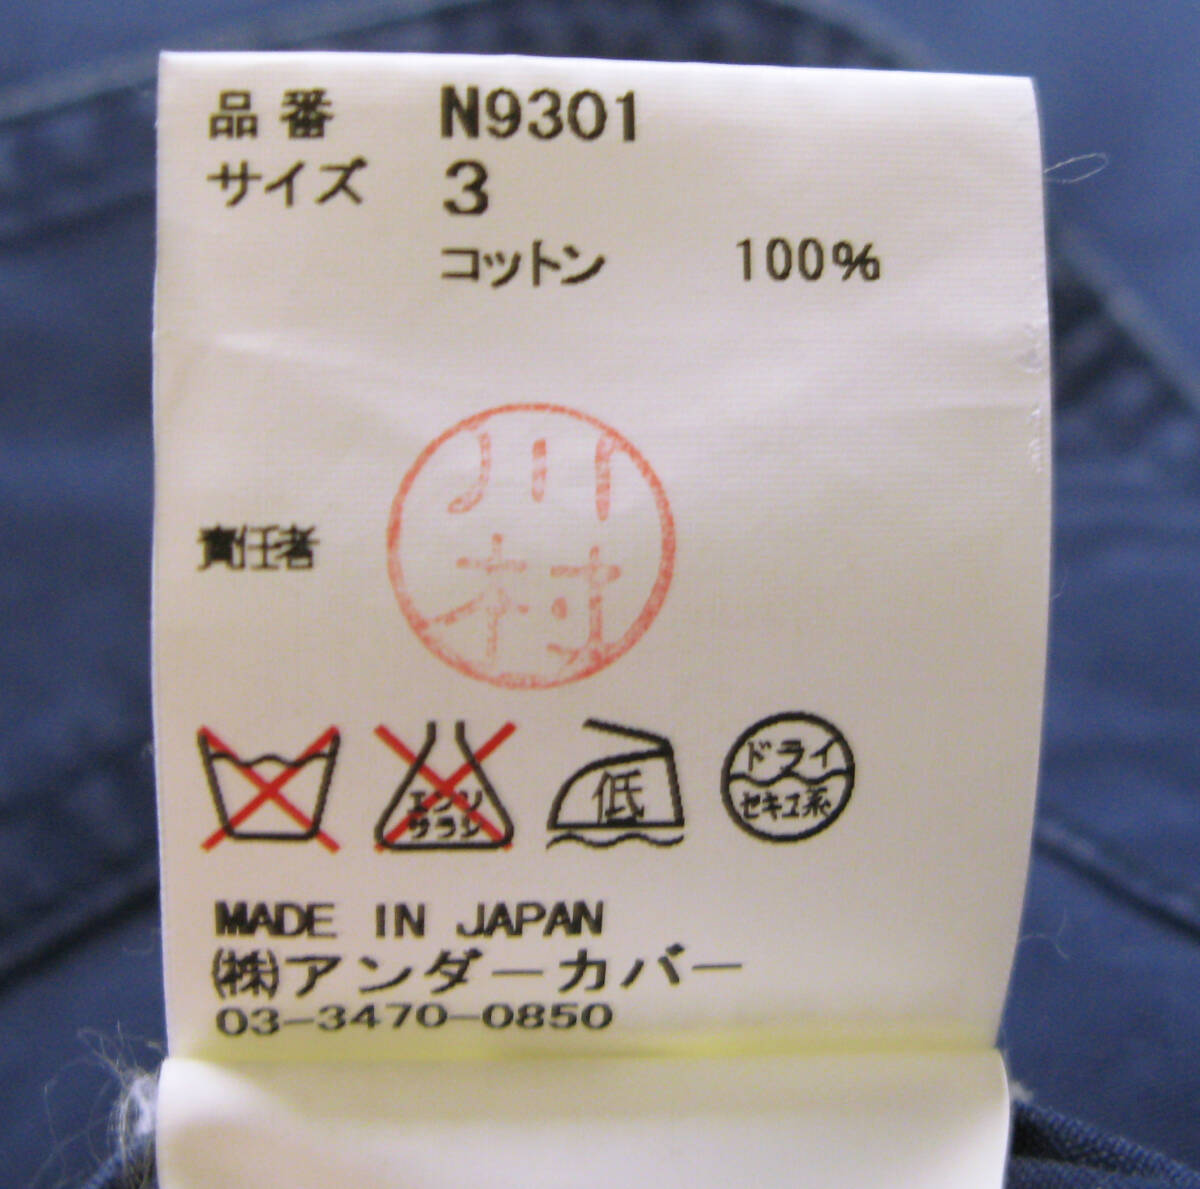 品番 N9301
サイズ 3
コットン 100%
川村
責任者
エンソ
サラシ
低
ドライ
セキユ系
MADE IN JAPAN
㈱アンダーカバー
03-3470-0850